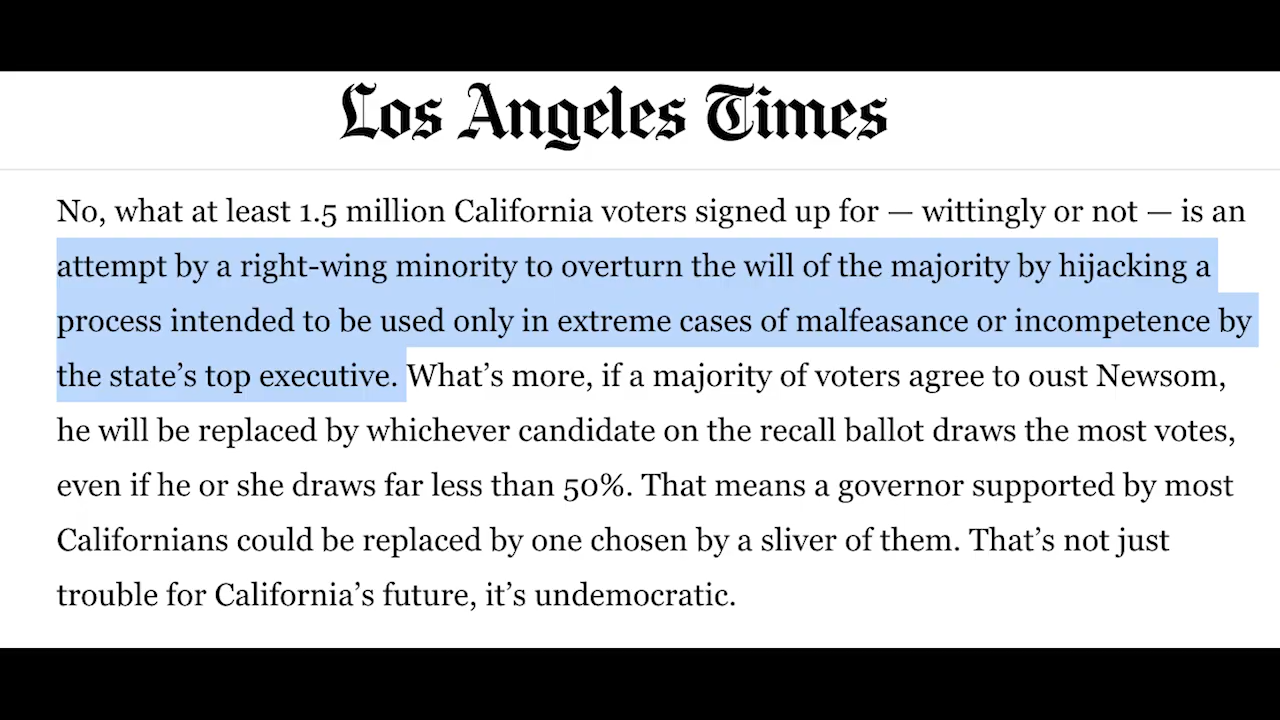 Los Angeles Times
No, what at least 1.5 million California voters signed up for — wittingly or not — is an
attempt by a right-wing minority to overturn the will of the majority by hijacking a
process intended to be used only in extreme cases of malfeasance or incompetence by
the state’s top executive. What’s more, if a majority of voters agree to oust Newsom,
he will be replaced by whichever candidate on the recall ballot draws the most votes,
even if he or she draws far less than 50%. That means a governor supported by most
Californians could be replaced by one chosen by a sliver of them. That’s not just
trouble for California’s future, it’s undemocratic.